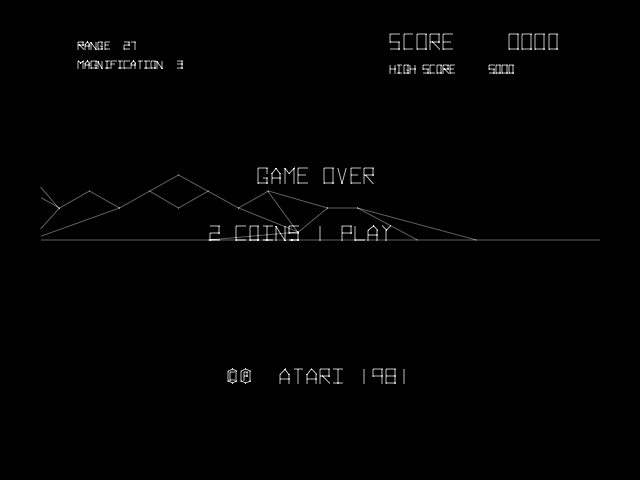 RANGE 27
MAGNIFICATION 3
SCORE 0000
HIGH SCORE 5000
GAME OVER
2 COINS 1 PLAY
©℗ ATARI 1981